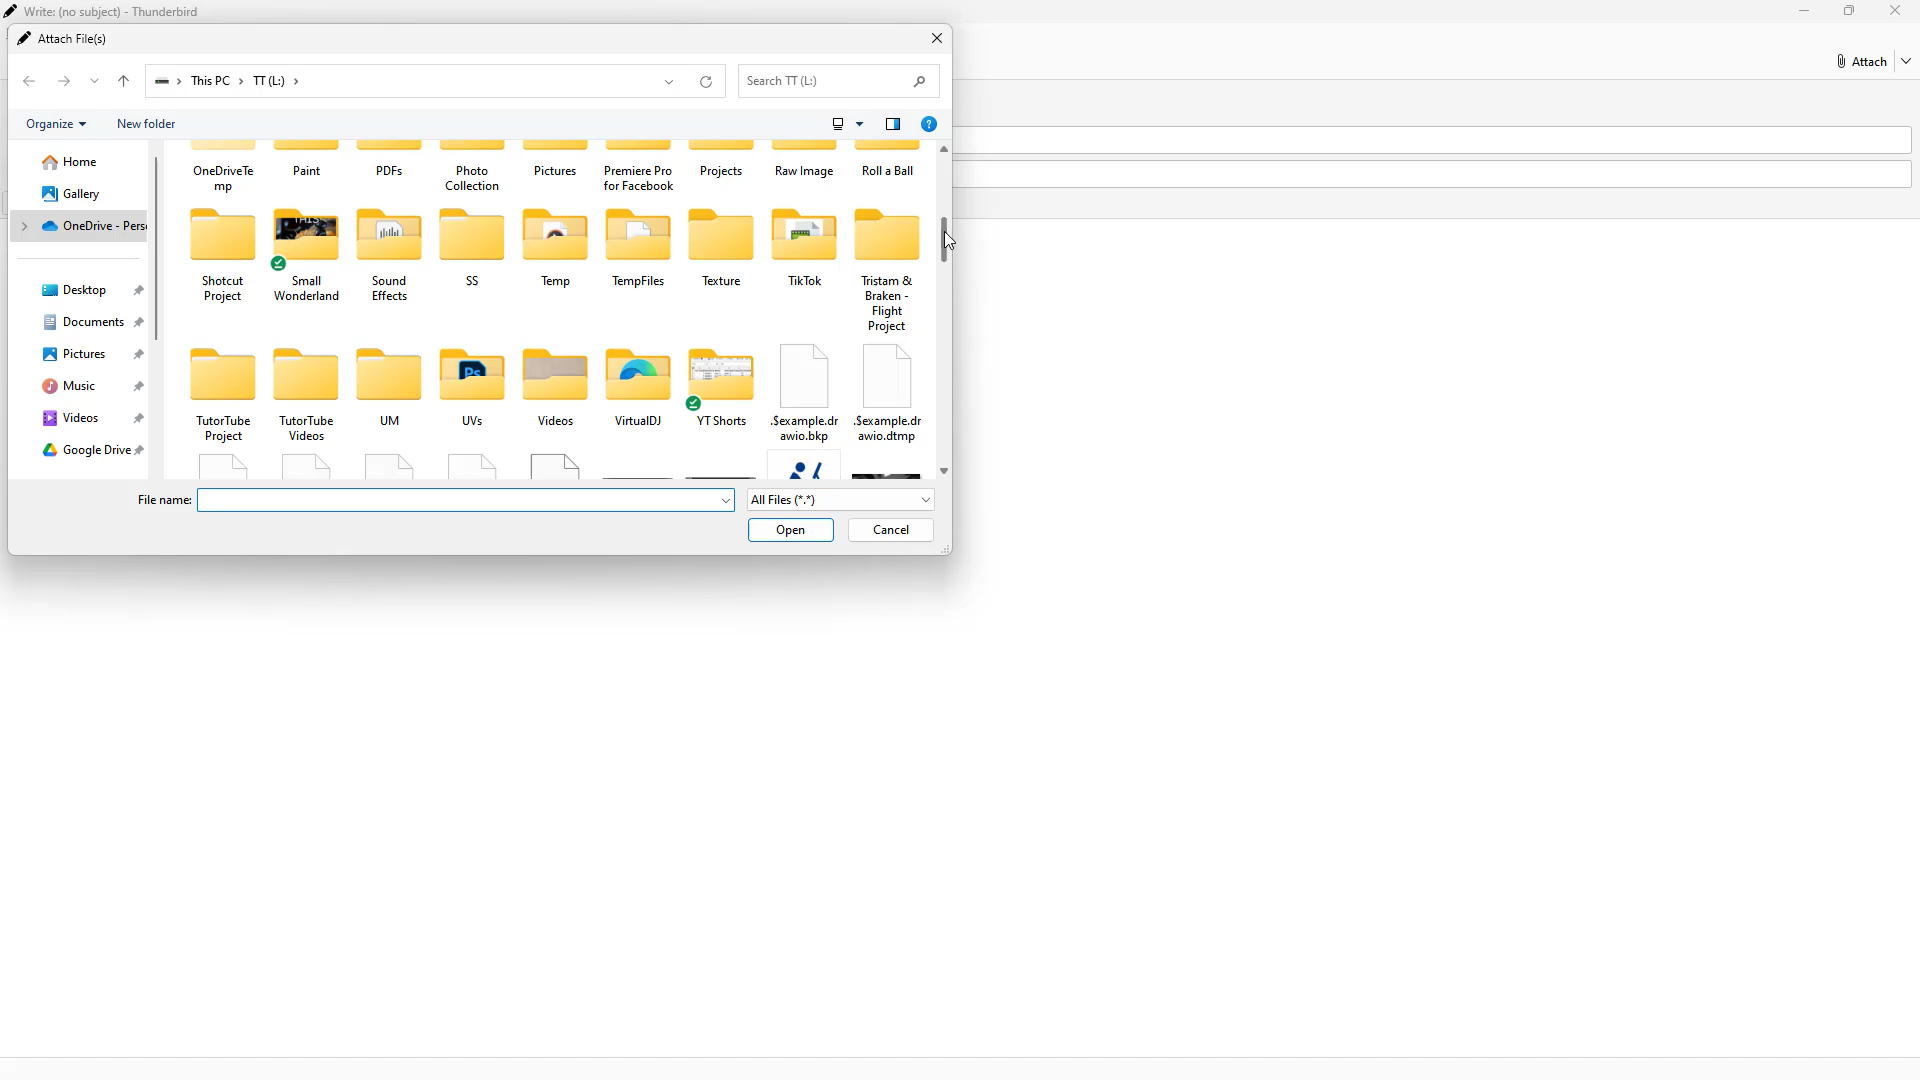 Write: (no subject) - Thunderbird
Attach File(s)
Attach
This PC
TT (L:)
Search TT (L:)
Organize
New folder
Home
Gallery
OneDrive - Pers
Desktop
Documents
Pictures
Music
Videos
Google Drive
OneDriveTe
mp
Paint
PDFs
Photo
Collection
Pictures
Premiere Pro
for Facebook
Projects
Raw Image
Roll a Ball
Shotcut
Project
THIS
Small
Wonderland
Sound
Effects
SS
Temp
TempFiles
Texture
TikTok
Tristam &
Braken -
Flight
Project
TutorTube
Project
TutorTube
Videos
UM
Ps
UVs
Videos
VirtualDJ
YT Shorts
.$example.dr
awio.bkp
.$example.dr
awio.dtmp
File name:
All Files (*.*)
Open
Cancel